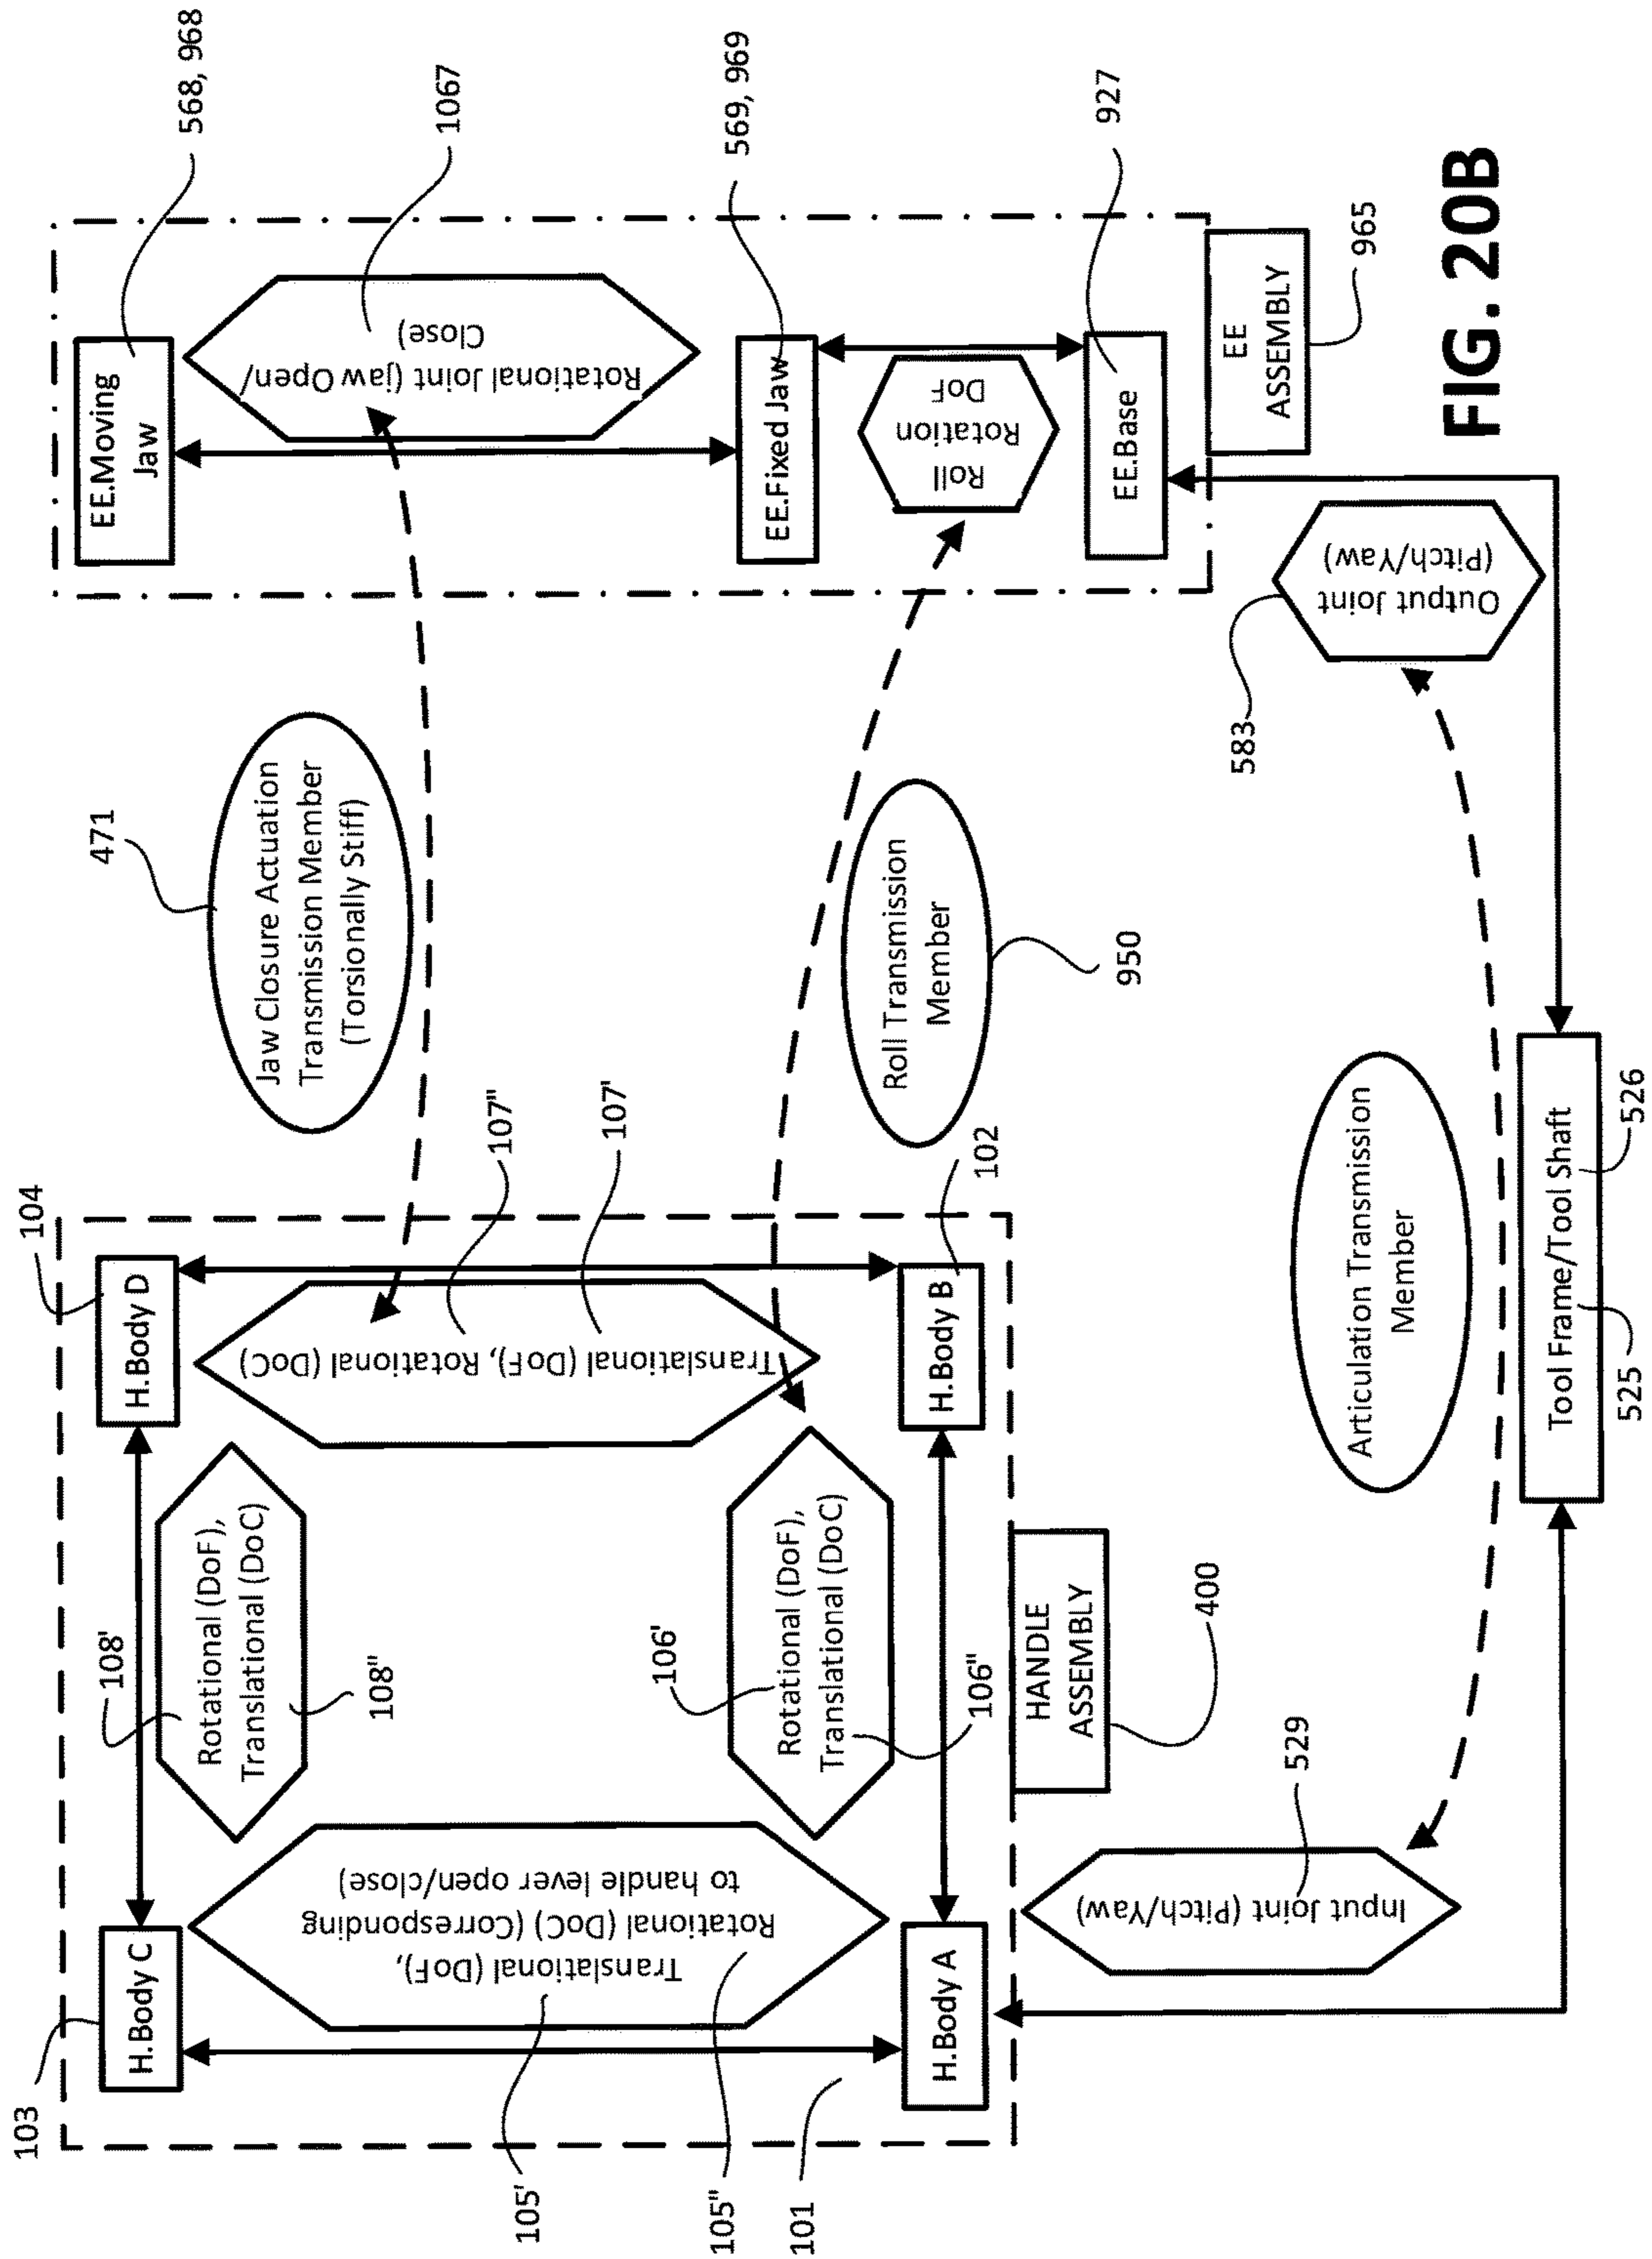 103
H.Body C
108'
H.Body D
104
Rotational (DoF),
Translational (DoC)
108"
Translational (DoF),
Rotational (DoC) (Corresponding
to handle lever open/close)
105'
105"
101
Translational (DoF), Rotational (DoC)
107"
107'
106'
Rotational (DoF),
Translational (DoC)
106"
H.Body A
H.Body B
102
HANDLE
ASSEMBLY
400
Input Joint (Pitch/Yaw)
529
471
Jaw Closure Actuation
Transmission Member
(Torsionally Stiff)
Roll Transmission
Member
950
Articulation Transmission
Member
Tool Frame/Tool Shaft
525
526
EE.Moving
Jaw
568, 968
Rotational Joint (jaw Open/
Close)
1067
EE.Fixed Jaw
569, 969
Roll
Rotation
DoF
EE.Base
927
EE
ASSEMBLY
965
583
Output Joint
(Pitch/Yaw)
FIG. 20B